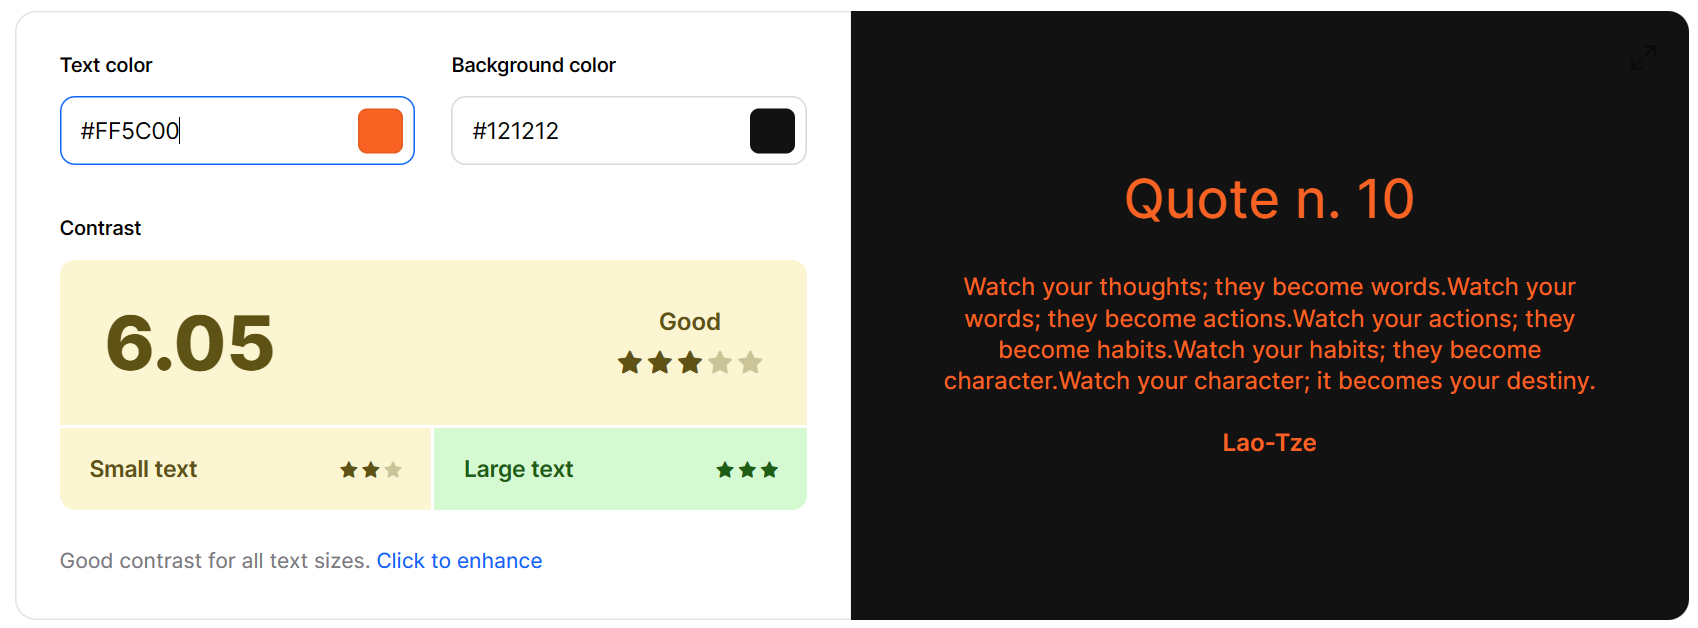 Text color
Background color
#FF5C00
#121212
Contrast
6.05
Good
Small text
Large text
Good contrast for all text sizes. Click to enhance
Quote n. 10
Watch your thoughts; they become words.Watch your
words; they become actions.Watch your actions; they
become habits.Watch your habits; they become
character.Watch your character; it becomes your destiny.
Lao-Tze